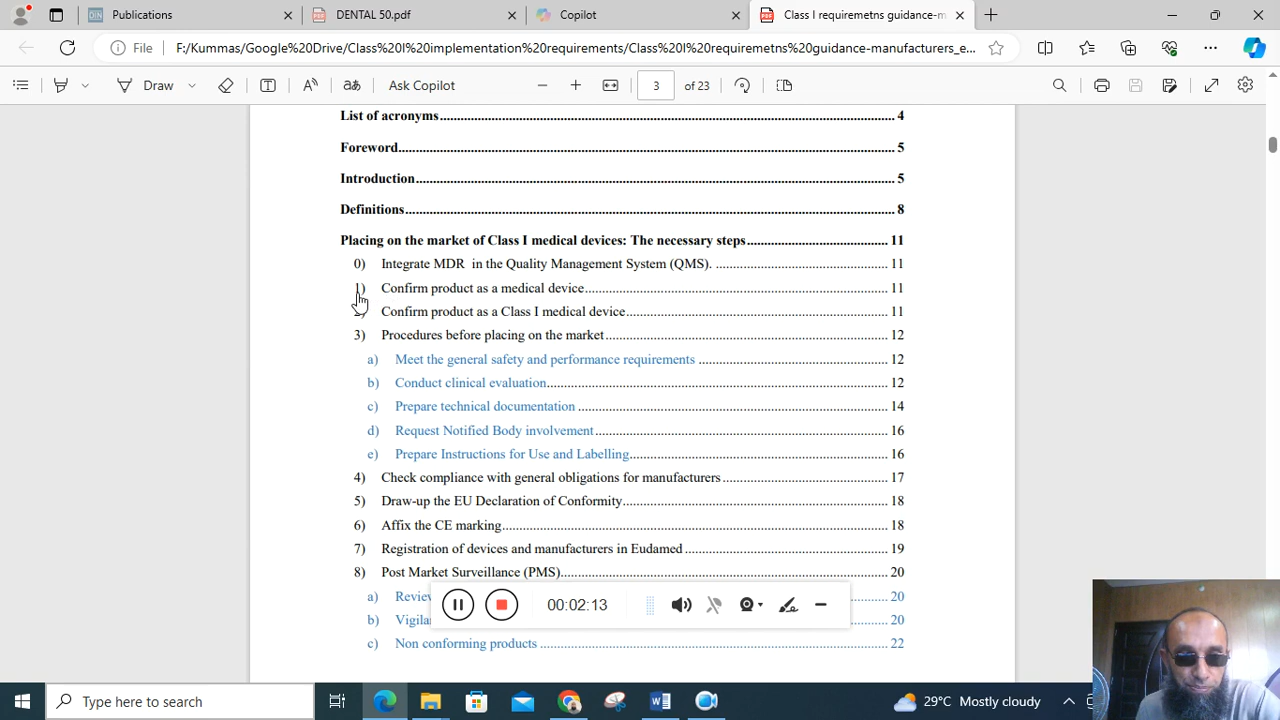 Publications
DENTAL 50.pdf
Copilot
Class I requiremetns guidance-m
File
F:/Kummas/Google%20Drive/Class%20I%20implementation%20requirements/Class%20I%20requiremetns%20guidance-manufacturers_e...
Draw
Ask Copilot
3 of 23
List of acronyms 4
Foreword 5
Introduction 5
Definitions 8
Placing on the market of Class I medical devices: The necessary steps 11
0) Integrate MDR in the Quality Management System (QMS). 11
1) Confirm product as a medical device 11
Confirm product as a Class I medical device 11
3) Procedures before placing on the market 12
a) Meet the general safety and performance requirements 12
b) Conduct clinical evaluation 12
c) Prepare technical documentation 14
d) Request Notified Body involvement 16
e) Prepare Instructions for Use and Labelling 16
4) Check compliance with general obligations for manufacturers 17
5) Draw-up the EU Declaration of Conformity 18
6) Affix the CE marking 18
7) Registration of devices and manufacturers in Eudamed 19
8) Post Market Surveillance (PMS) 20
a) 20
b) 20
c) Non conforming products 22
00:02:13
Type here to search
29°C Mostly cloudy